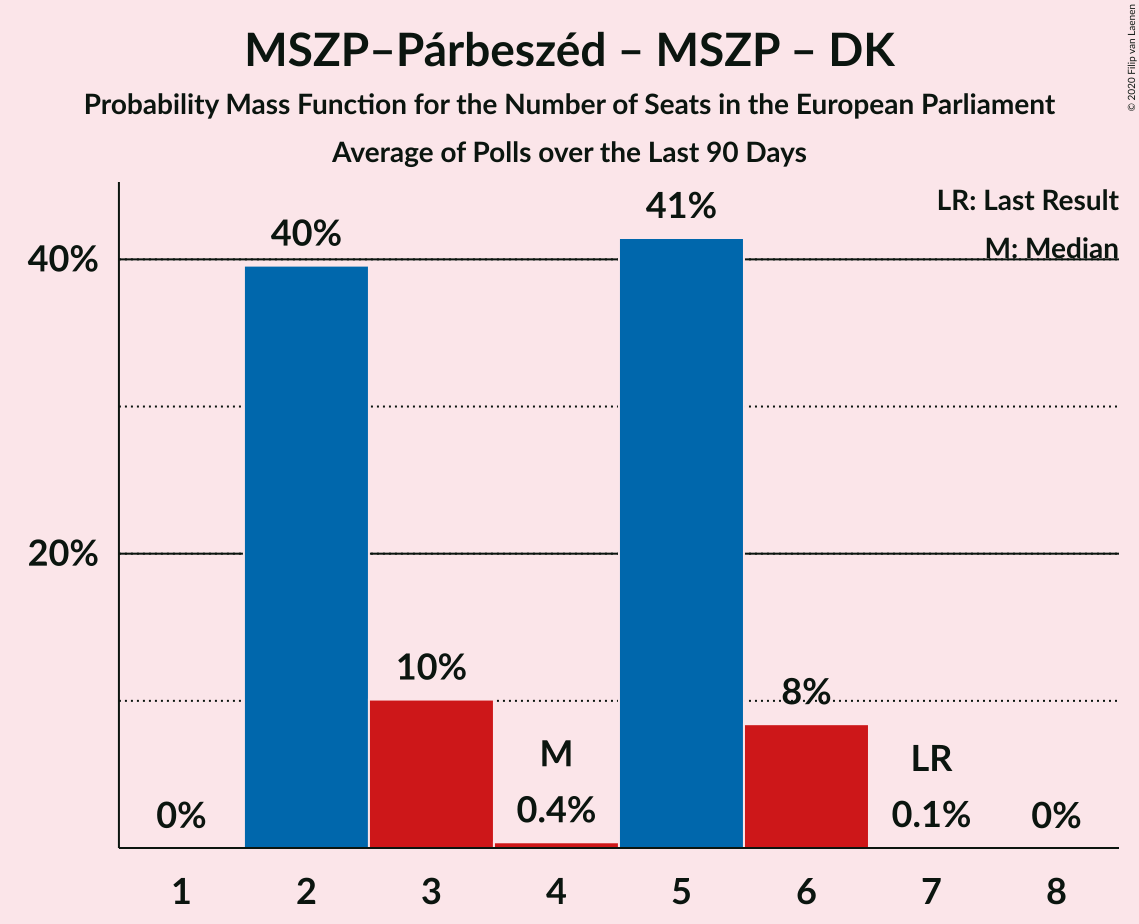 MSZP–Párbeszéd – MSZP – DK
Probability Mass Function for the Number of Seats in the European Parliament
Average of Polls over the Last 90 Days
© 2020 Filip van Laenen
LR: Last Result
M: Median
40%
20%
0%
40%
10%
M
0.4%
41%
8%
LR
0.1%
0%
1 2 3 4 5 6 7 8